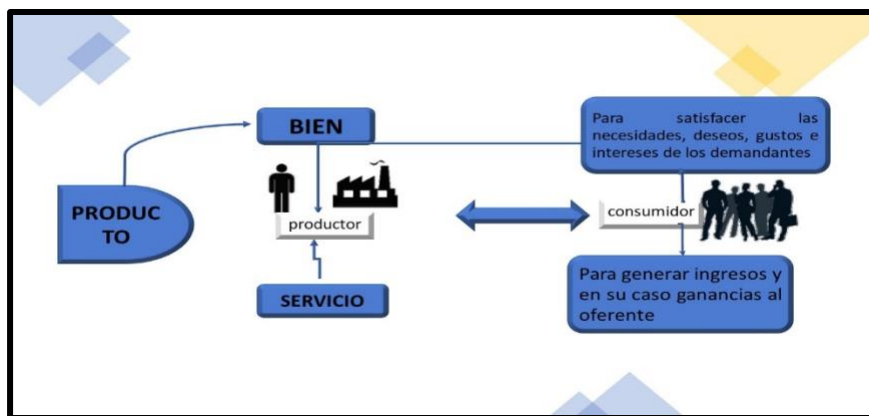 BIEN
Para satisfacer las
necesidades, deseos, gustos e
intereses de los demandantes
PRODUC
TO
productor
consumidor
SERVICIO
Para generar ingresos y
en su caso ganancias al
oferente